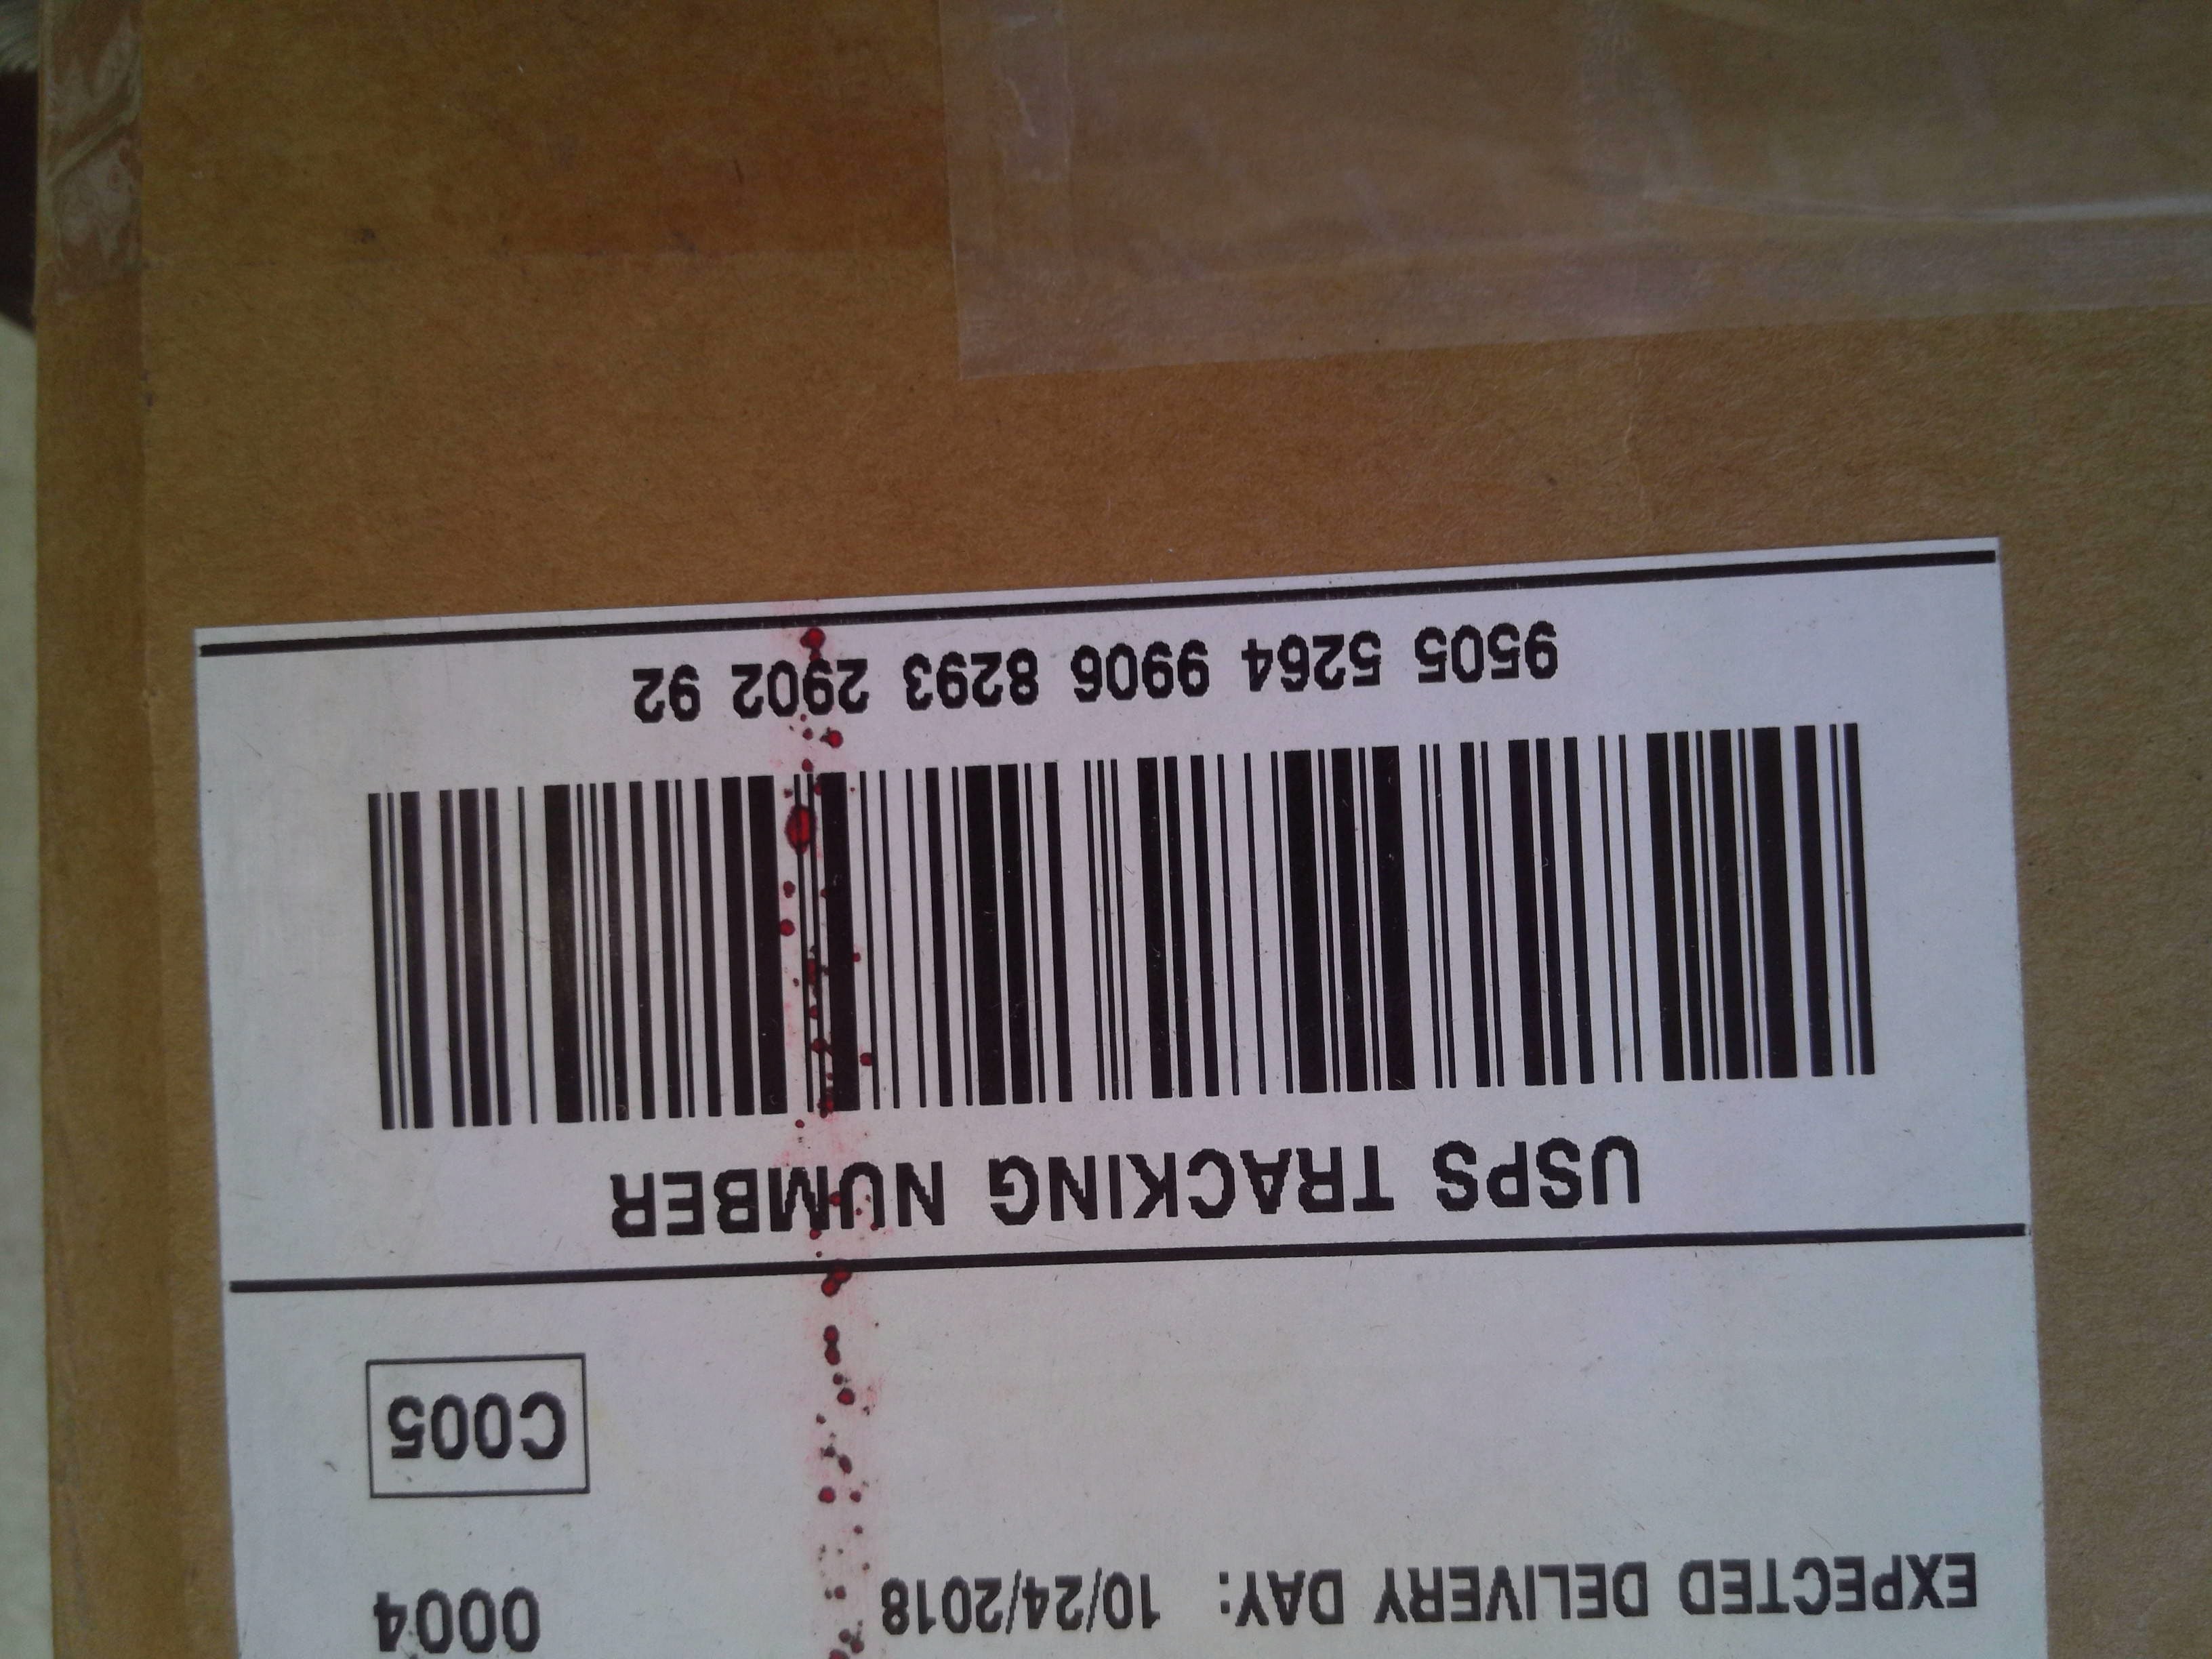 0004
EXPECTED DELIVERY DAY: 10/24/2018
C005
USPS TRACKING NUMBER
9505 5264 9906 8293 2902 92